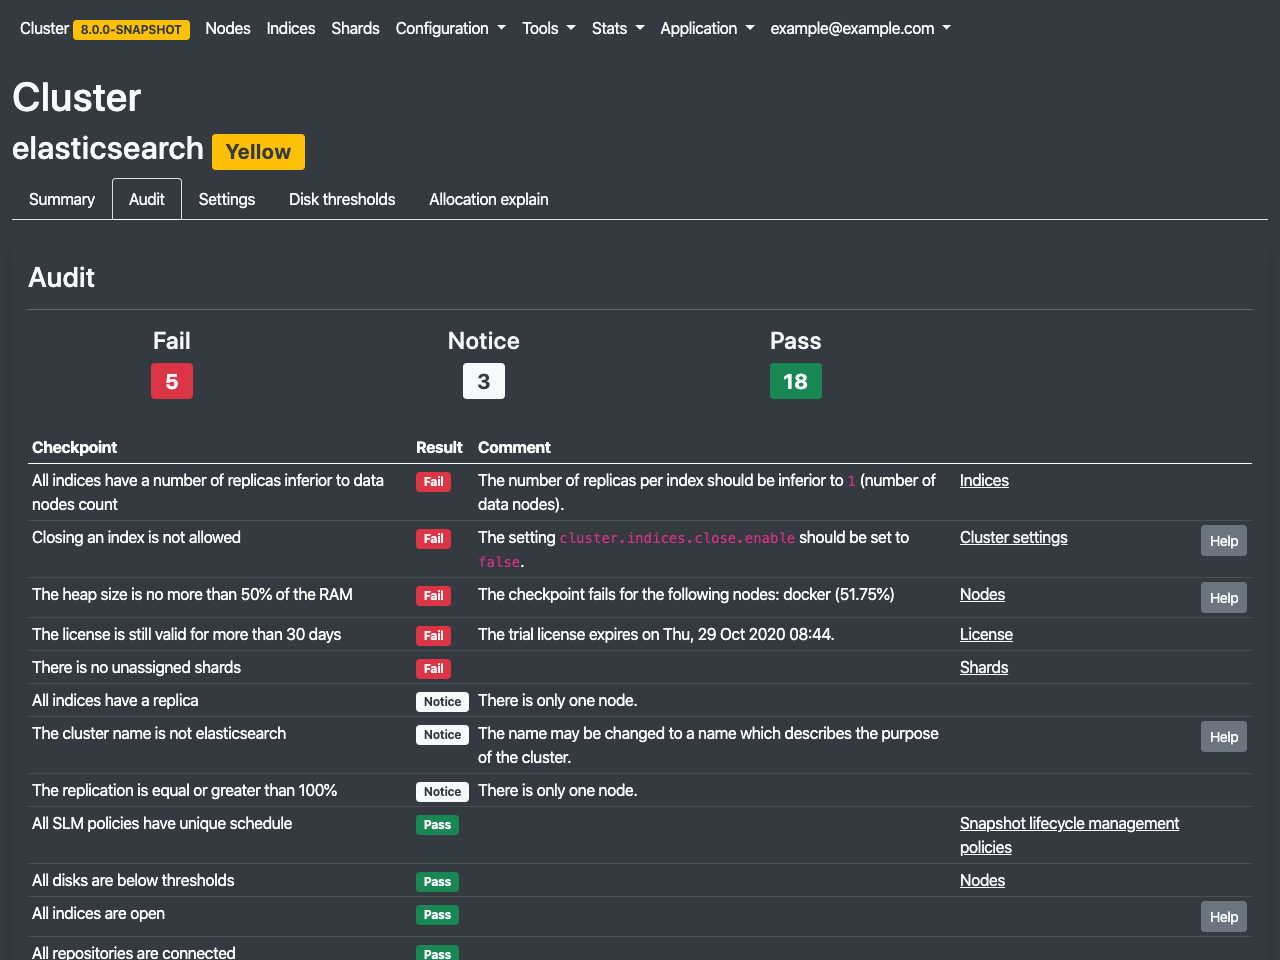 Cluster 8.0.0-SNAPSHOT Nodes Indices Shards Configuration Tools Stats Application example@example.com
Cluster
elasticsearch Yellow
Summary Audit Settings Disk thresholds Allocation explain
Audit
Fail Notice Pass
5 3 18
Checkpoint Result Comment
All indices have a number of replicas inferior to data Fail The number of replicas per index should be inferior to 1 (number of Indices
nodes count data nodes).
Closing an index is not allowed Fail The setting cluster.indices.close.enable should be set to Cluster settings Help
false.
The heap size is no more than 50% of the RAM Fail The checkpoint fails for the following nodes: docker (51.75%) Nodes Help
The license is still valid for more than 30 days Fail The trial license expires on Thu, 29 Oct 2020 08:44. License
There is no unassigned shards Fail Shards
All indices have a replica Notice There is only one node.
The cluster name is not elasticsearch Notice The name may be changed to a name which describes the purpose Help
of the cluster.
The replication is equal or greater than 100% Notice There is only one node.
All SLM policies have unique schedule Pass Snapshot lifecycle management
policies
All disks are below thresholds Pass Nodes
All indices are open Pass Help
All repositories are connected Pass